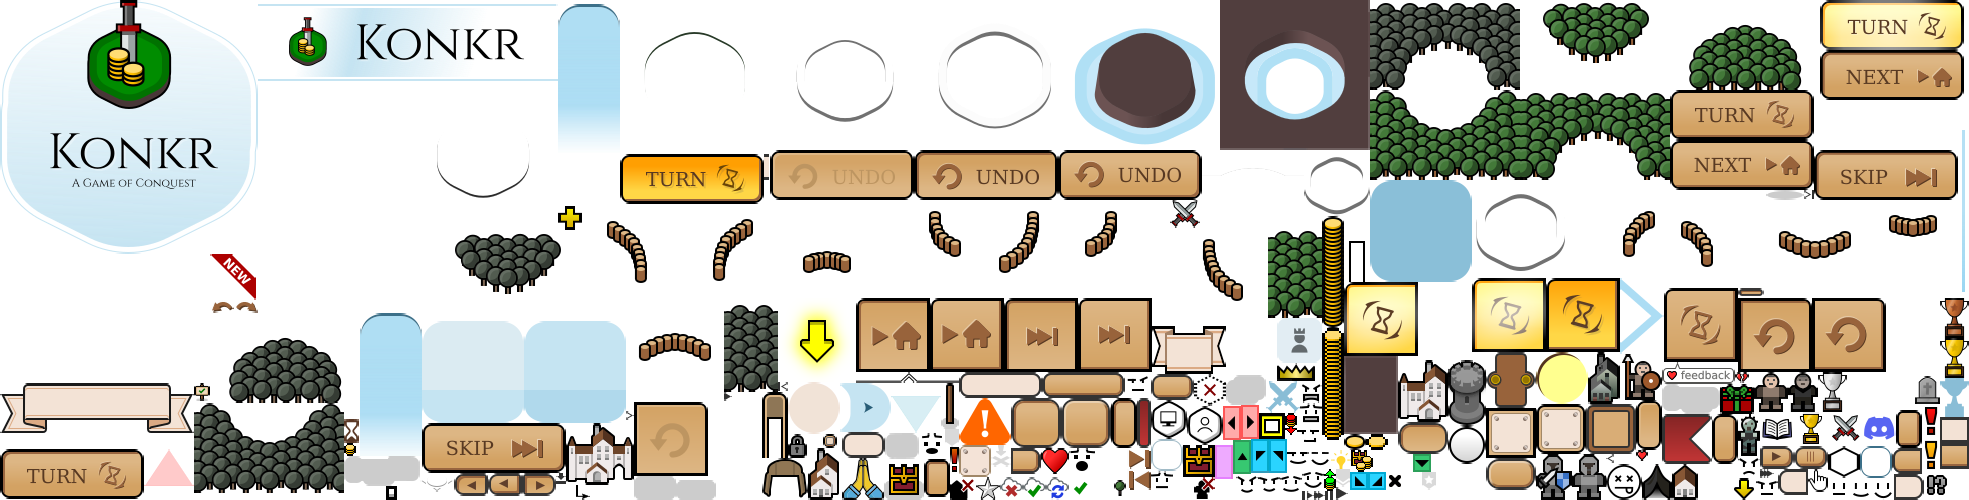 KONKR
TURN
NEXT
KONKR
A GAME OF CONQUEST
TURN
NEXT
TURN
UNDO
UNDO
UNDO
SKIP
NEW
feedback
SKIP
TURN